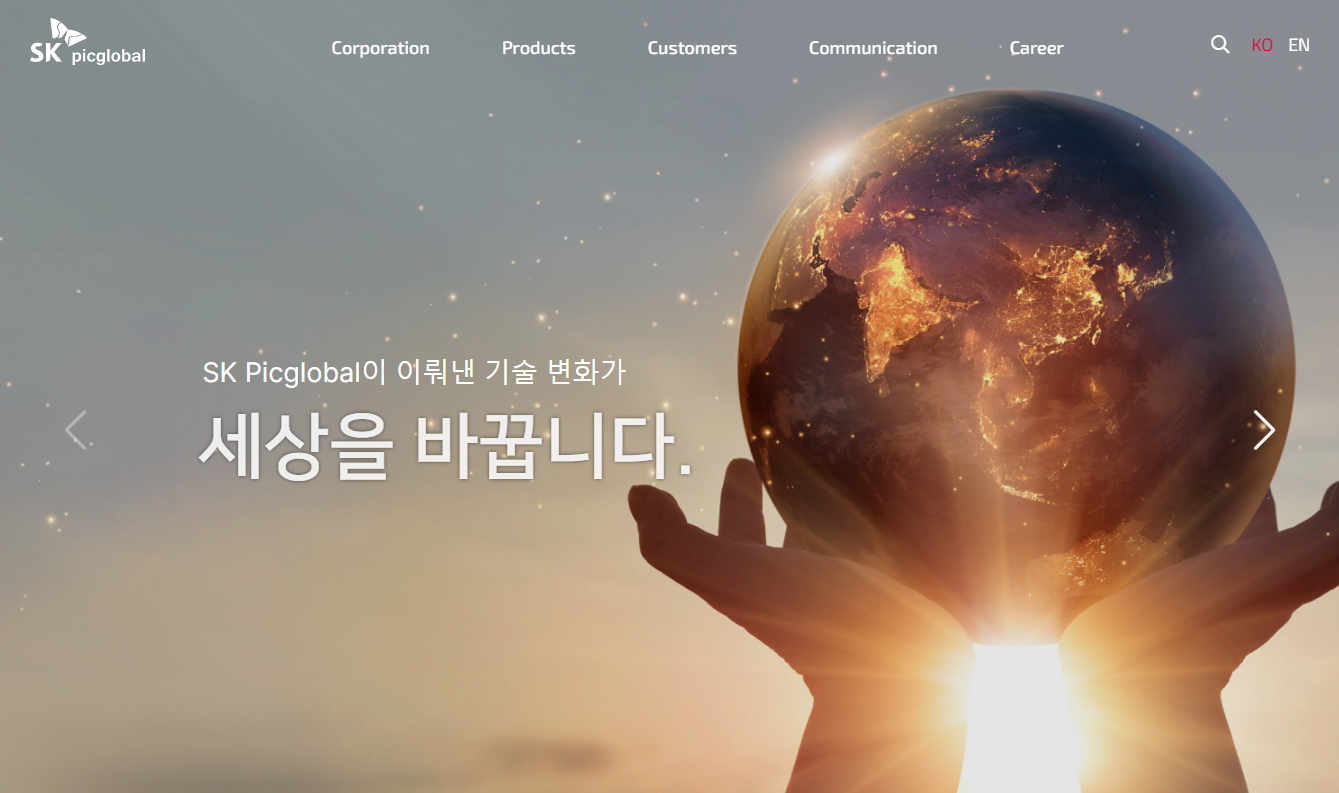 SK picglobal
Corporation Products Customers Communication Career
KO EN
SK Picglobal이 이뤄낸 기술 변화가
세상을 바꿉니다.